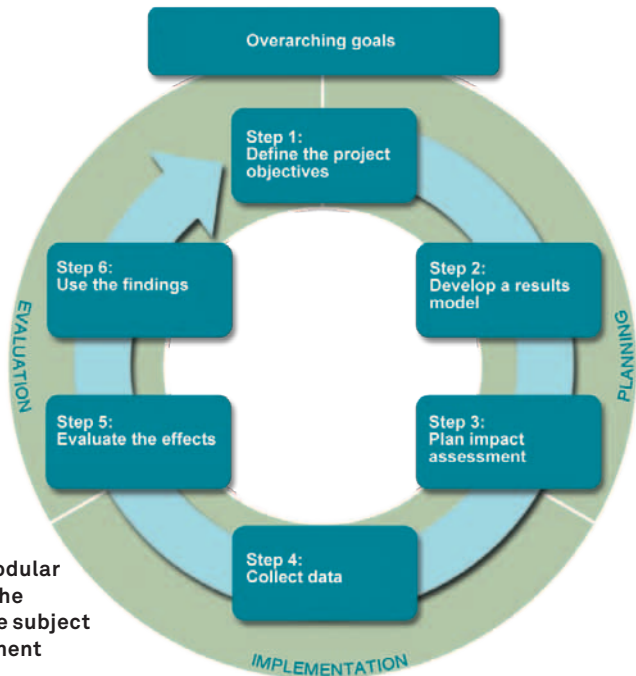 Overarching goals
Step 1:
Define the project
objectives
Step 2:
Develop a results
model
Step 3:
Plan impact
assessment
Step 4:
Collect data
Step 5:
Evaluate the effects
Step 6:
Use the findings
PLANNING
IMPLEMENTATION
EVALUATION
odular
he
e subject
nent